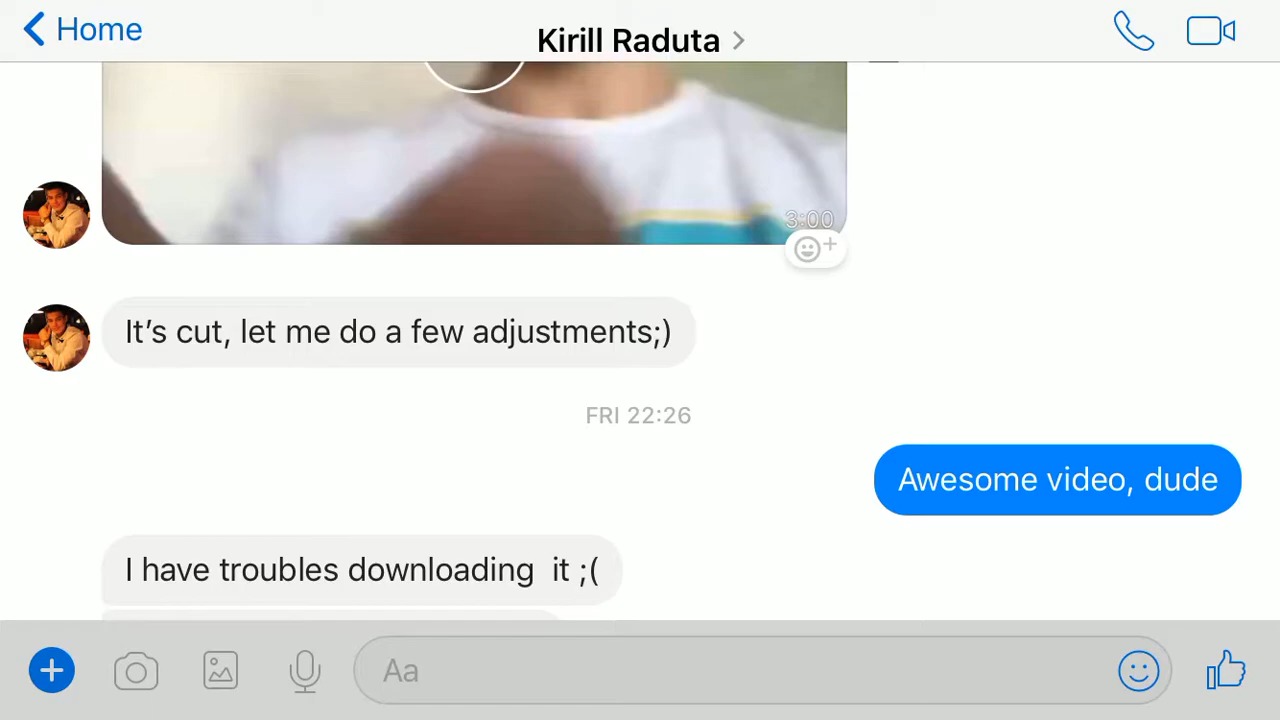 Home
Kirill Raduta
3:00
It’s cut, let me do a few adjustments;)
FRI 22:26
Awesome video, dude
I have troubles downloading  it ;(
Aa